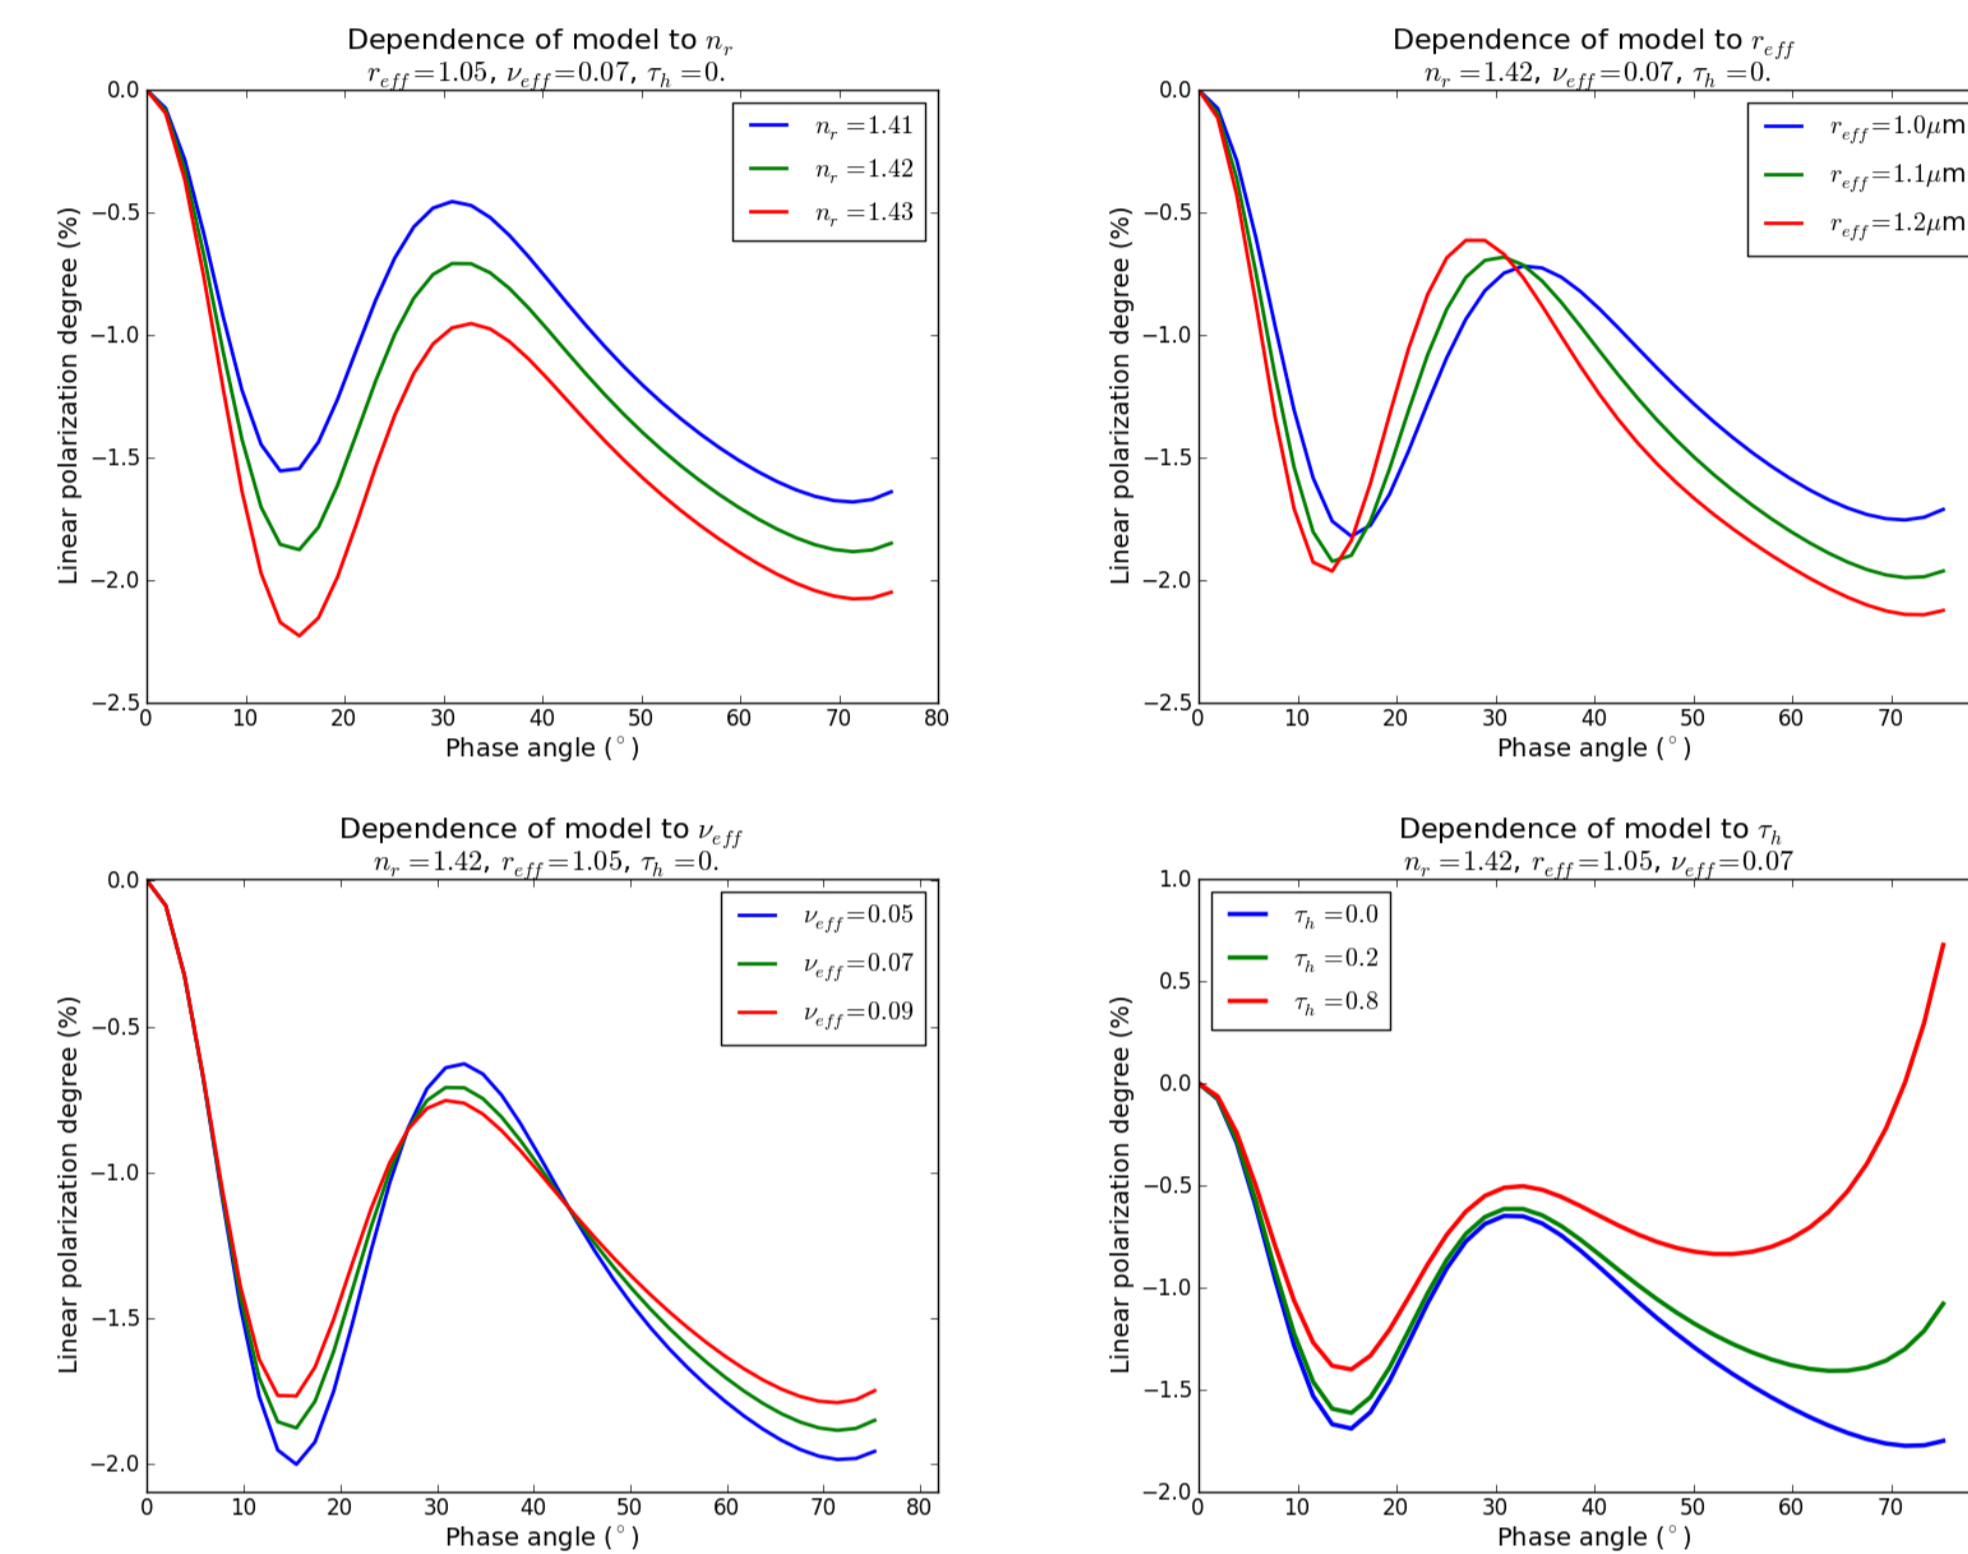 Dependence of model to n_r
r_eff=1.05, ν_eff=0.07, τ_h=0.
n_r=1.41
n_r=1.42
n_r=1.43
0.0
−0.5
−1.0
−1.5
−2.0
−2.5
Linear polarization degree (%)
0 10 20 30 40 50 60 70 80
Phase angle (°)
Dependence of model to r_eff
n_r=1.42, ν_eff=0.07, τ_h=0.
r_eff=1.0μm
r_eff=1.1μm
r_eff=1.2μm
0.0
−0.5
−1.0
−1.5
−2.0
−2.5
Linear polarization degree (%)
0 10 20 30 40 50 60 70
Phase angle (°)
Dependence of model to ν_eff
n_r=1.42, r_eff=1.05, τ_h=0.
ν_eff=0.05
ν_eff=0.07
ν_eff=0.09
0.0
−0.5
−1.0
−1.5
−2.0
Linear polarization degree (%)
0 10 20 30 40 50 60 70 80
Phase angle (°)
Dependence of model to τ_h
n_r=1.42, r_eff=1.05, ν_eff=0.07
τ_h=0.0
τ_h=0.2
τ_h=0.8
1.0
0.5
0.0
−0.5
−1.0
−1.5
−2.0
Linear polarization degree (%)
0 10 20 30 40 50 60 70
Phase angle (°)